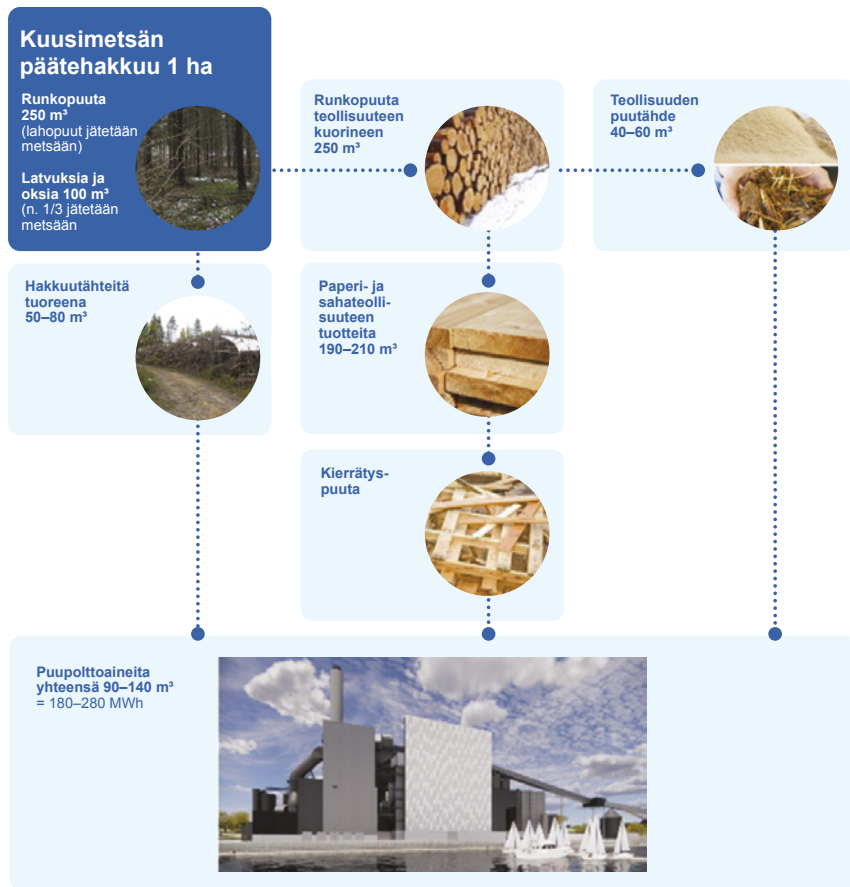 Kuusimetsän
päätehakkuu 1 ha
Runkopuuta
250 m³
(lahopuut jätetään
metsään)
Latvuksia ja
oksia 100 m³
(n. 1/3 jätetään
metsään
Runkopuuta
teollisuuteen
kuorineen
250 m³
Teollisuuden
puutähde
40–60 m³
Hakkuutähteitä
tuoreena
50–80 m³
Paperi- ja
sahateolli-
suuteen
tuotteita
190–210 m³
Kierrätys-
puuta
Puupolttoaineita
yhteensä 90–140 m³
= 180–280 MWh